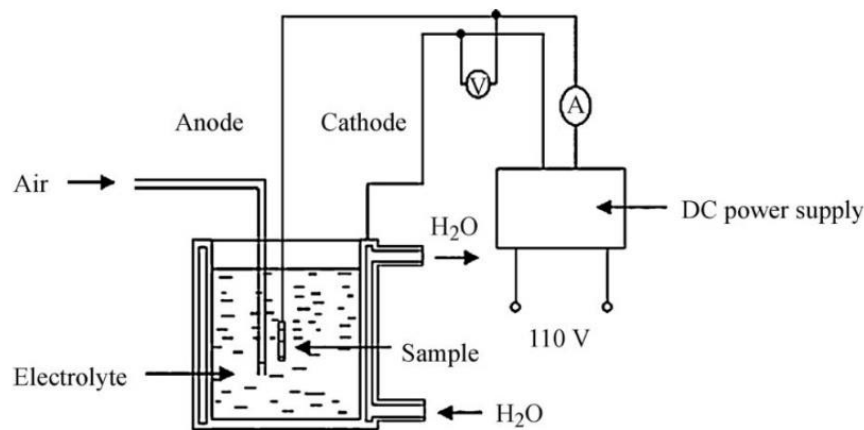 V
A
Anode
Cathode
Air
H₂O
DC power supply
110 V
Sample
Electrolyte
H₂O